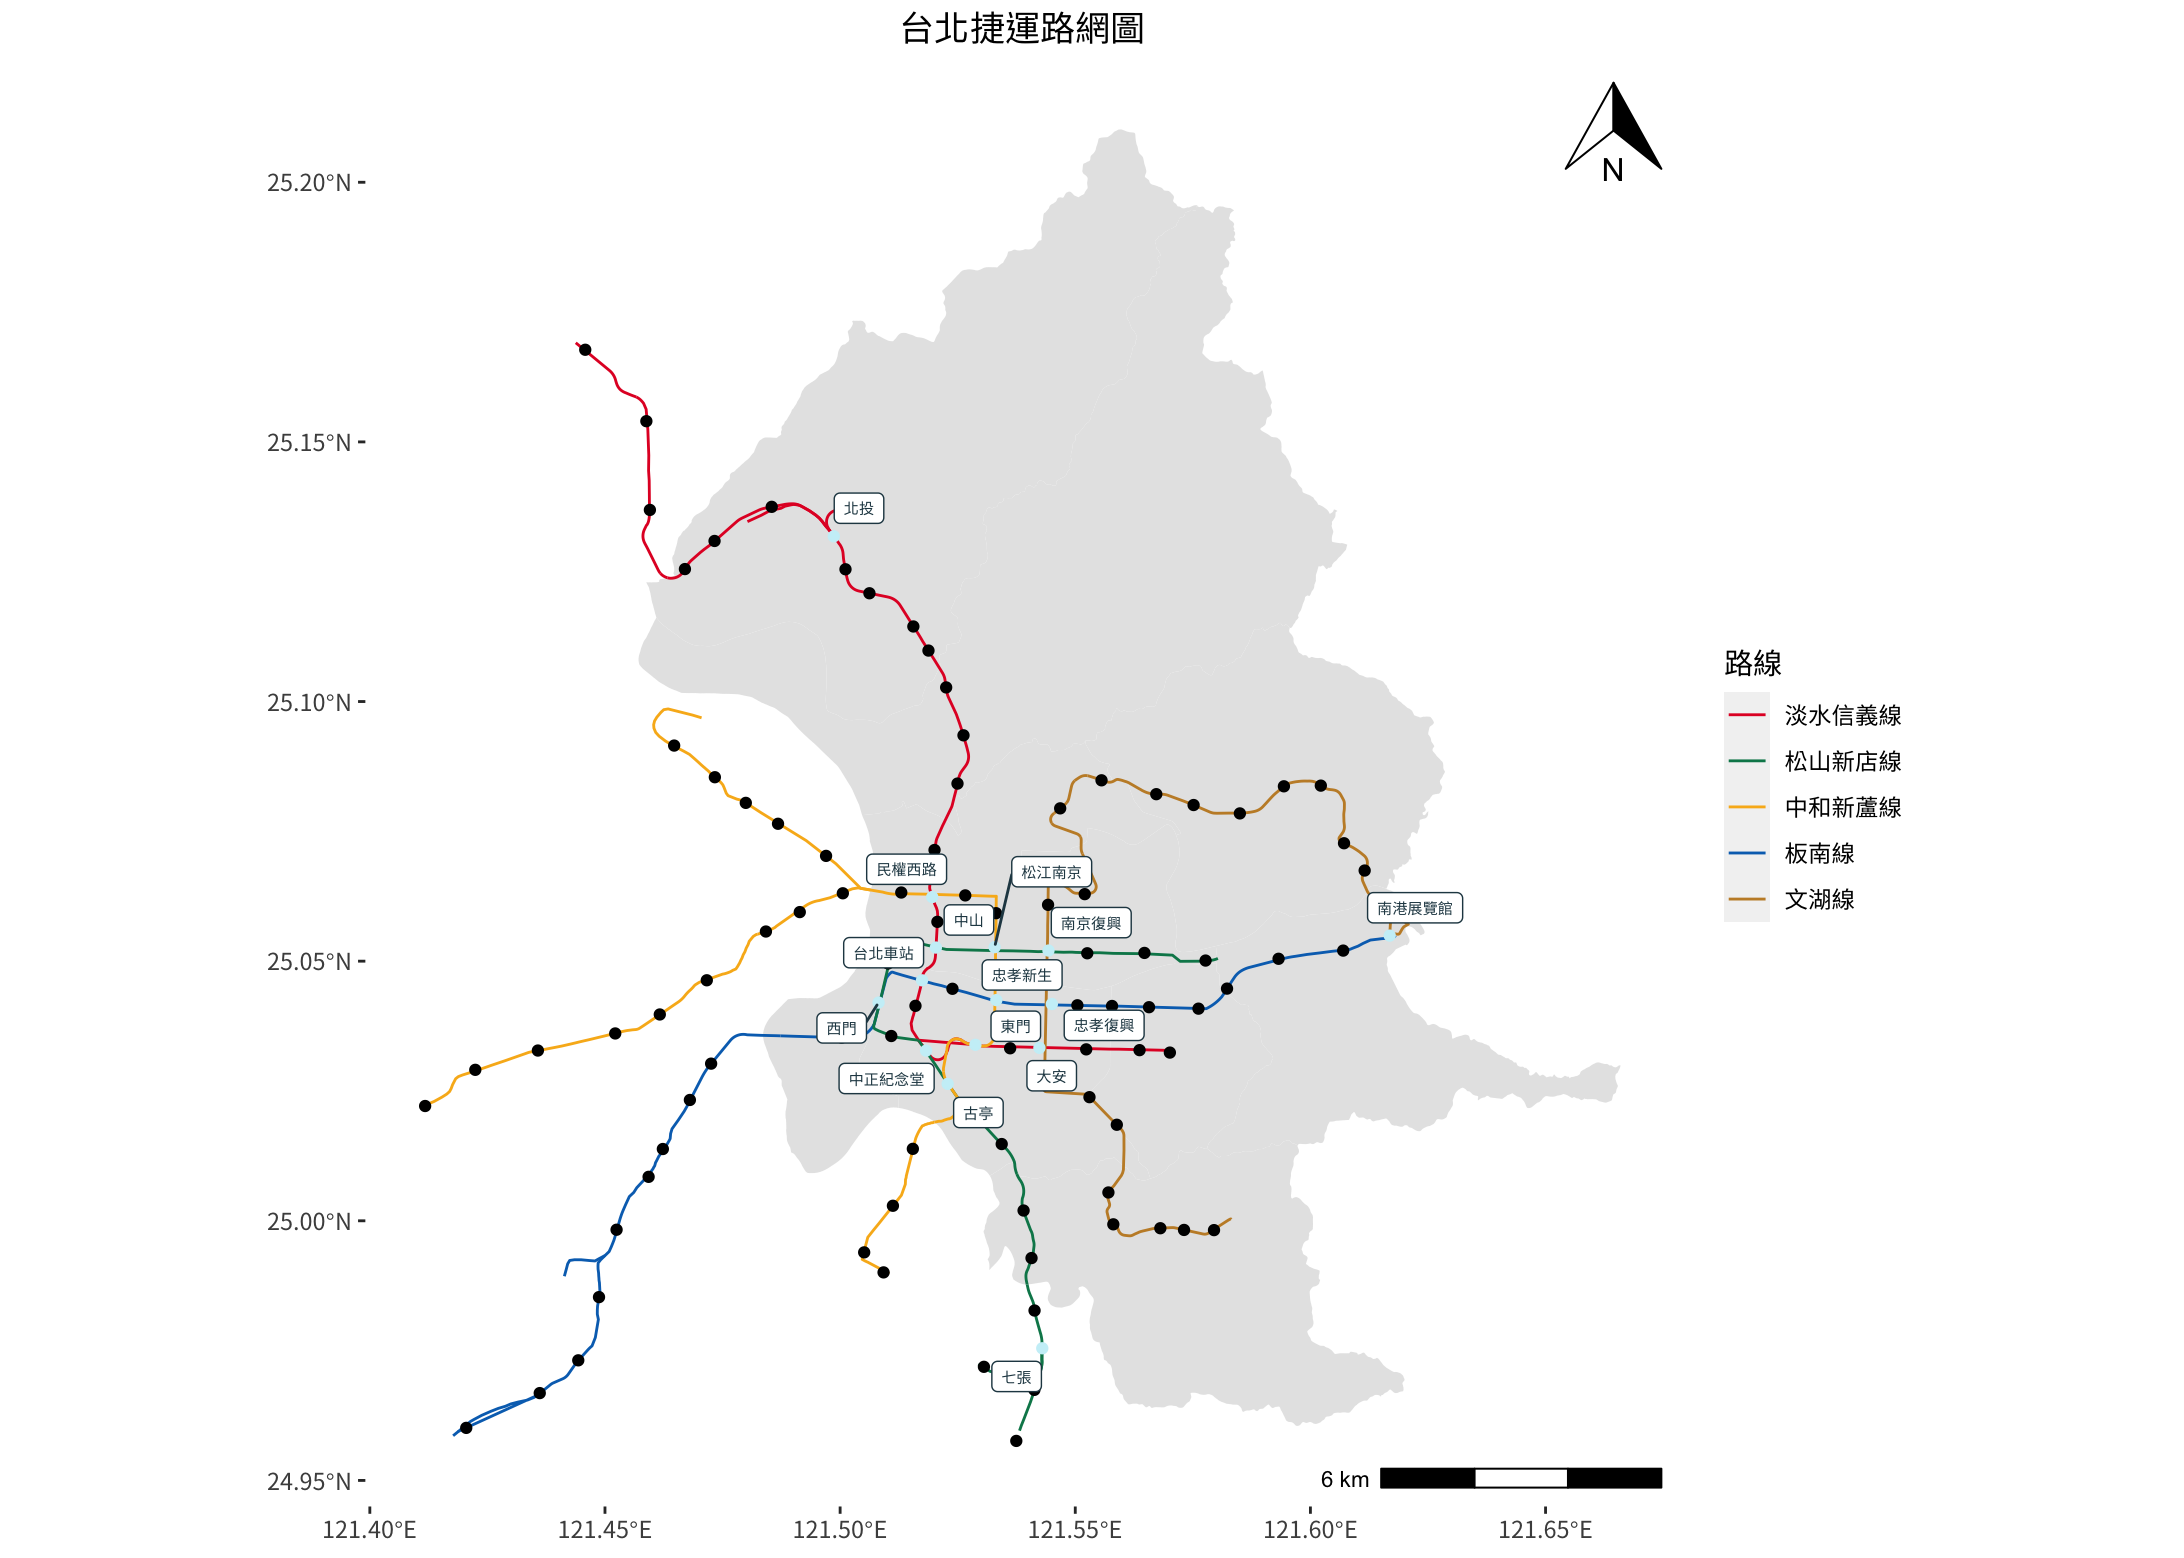 台北捷運路網圖
N
25.20°N
25.15°N
25.10°N
25.05°N
25.00°N
24.95°N
北投
民權西路
松江南京
中山
南京復興
南港展覽館
台北車站
忠孝新生
西門
東門
忠孝復興
中正紀念堂
大安
古亭
七張
路線
淡水信義線
松山新店線
中和新蘆線
板南線
文湖線
6 km
121.40°E
121.45°E
121.50°E
121.55°E
121.60°E
121.65°E